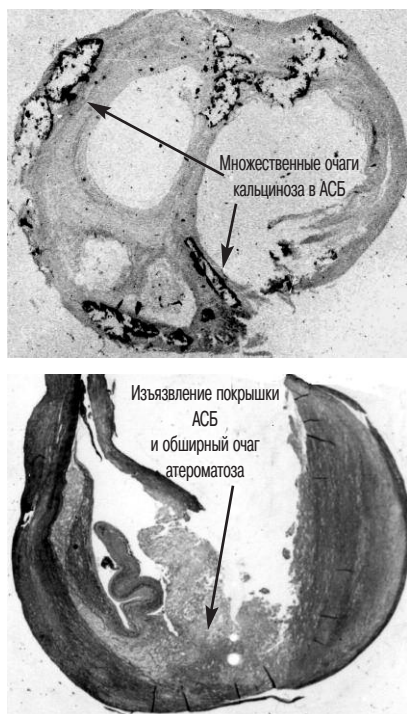 Множественные очаги
кальциноза в АСБ
Изъязвление покрышки
АСБ
и обширный очаг
атероматоза